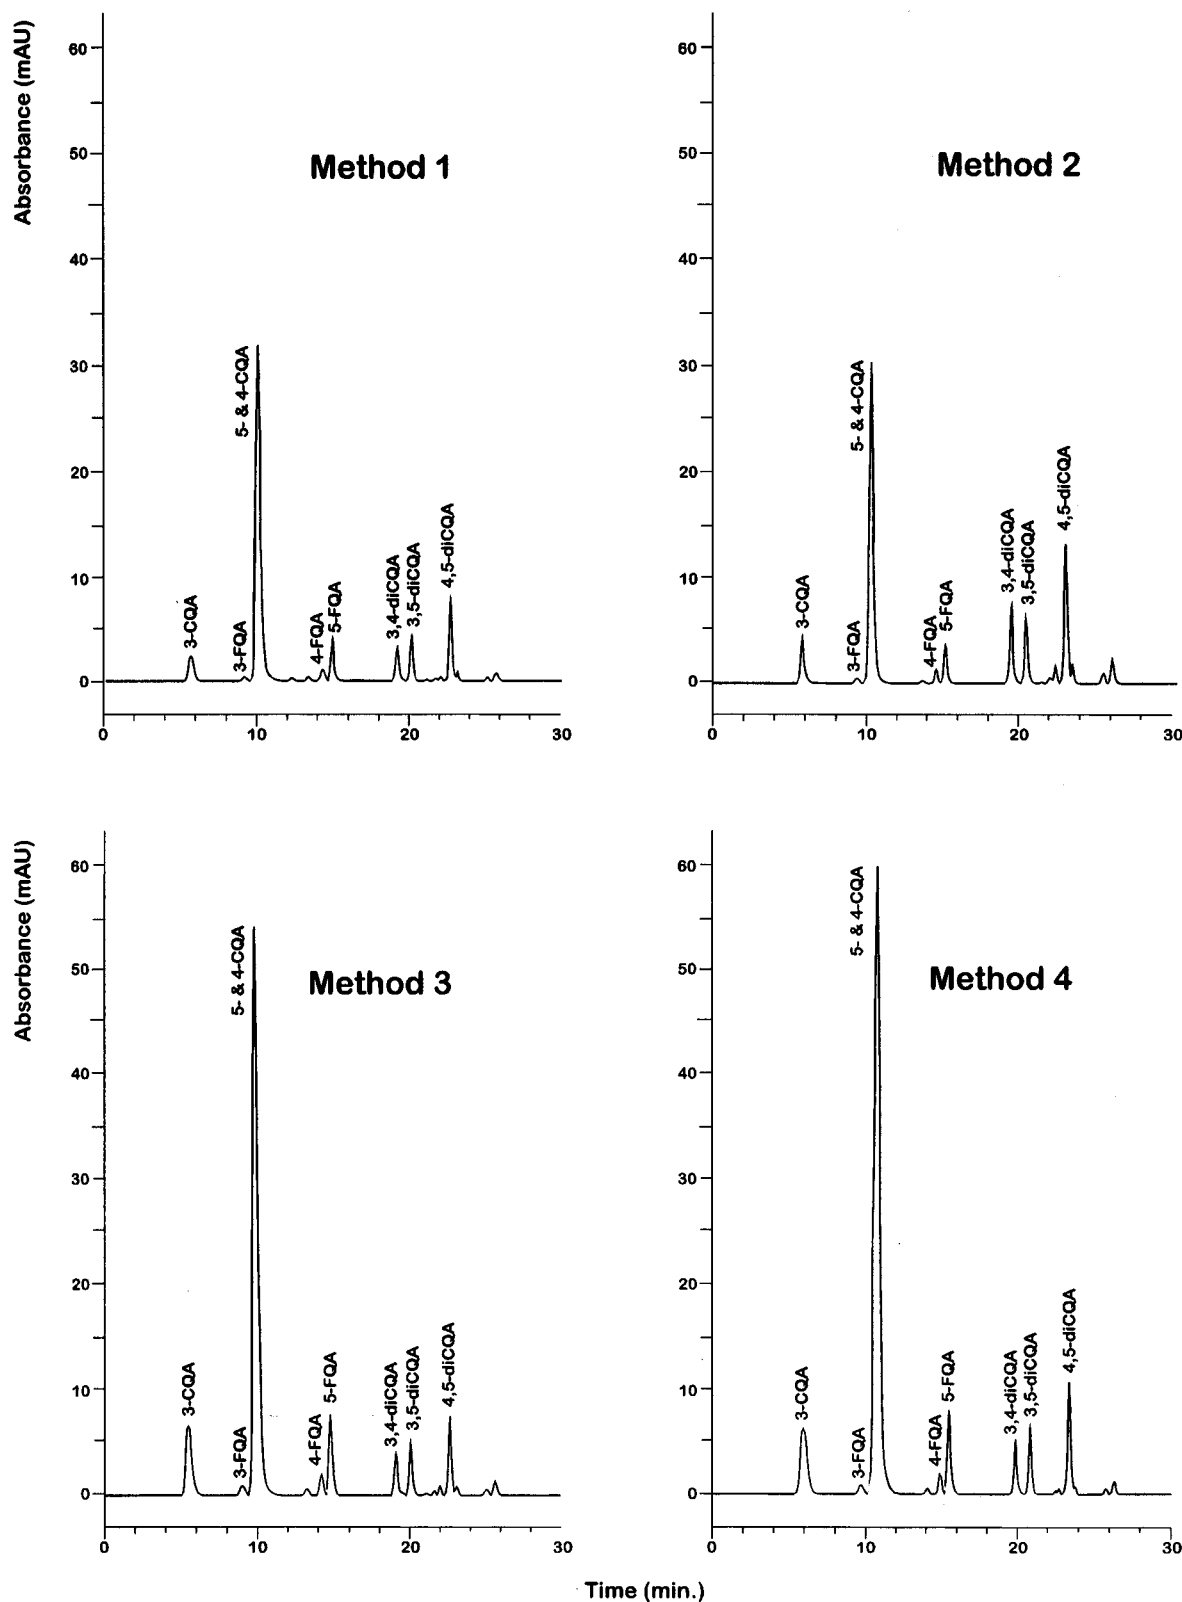 Absorbance (mAU)
60
50
40
30
20
10
0
Method 1
3-CQA
3-FQA
5- & 4-CQA
4-FQA
5-FQA
3,4-diCQA
3,5-diCQA
4,5-diCQA
0 10 20 30
60
50
40
30
20
10
0
Method 2
3-CQA
3-FQA
5- & 4-CQA
4-FQA
5-FQA
3,4-diCQA
3,5-diCQA
4,5-diCQA
0 10 20 30
Absorbance (mAU)
60
50
40
30
20
10
0
Method 3
3-CQA
3-FQA
5- & 4-CQA
4-FQA
5-FQA
3,4-diCQA
3,5-diCQA
4,5-diCQA
0 10 20 30
60
50
40
30
20
10
0
Method 4
3-CQA
3-FQA
5- & 4-CQA
4-FQA
5-FQA
3,4-diCQA
3,5-diCQA
4,5-diCQA
0 10 20 30
Time (min.)